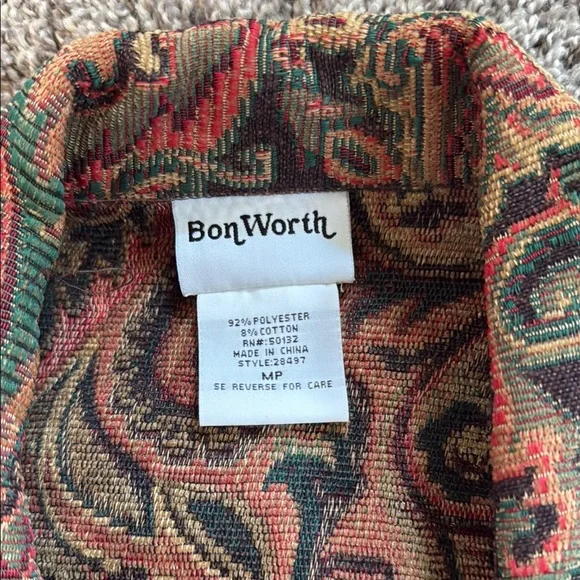 BonWorth
92% POLYESTER
8% COTTON
RN#:50132
MADE IN CHINA
STYLE:28497
MP
SE REVERSE FOR CARE